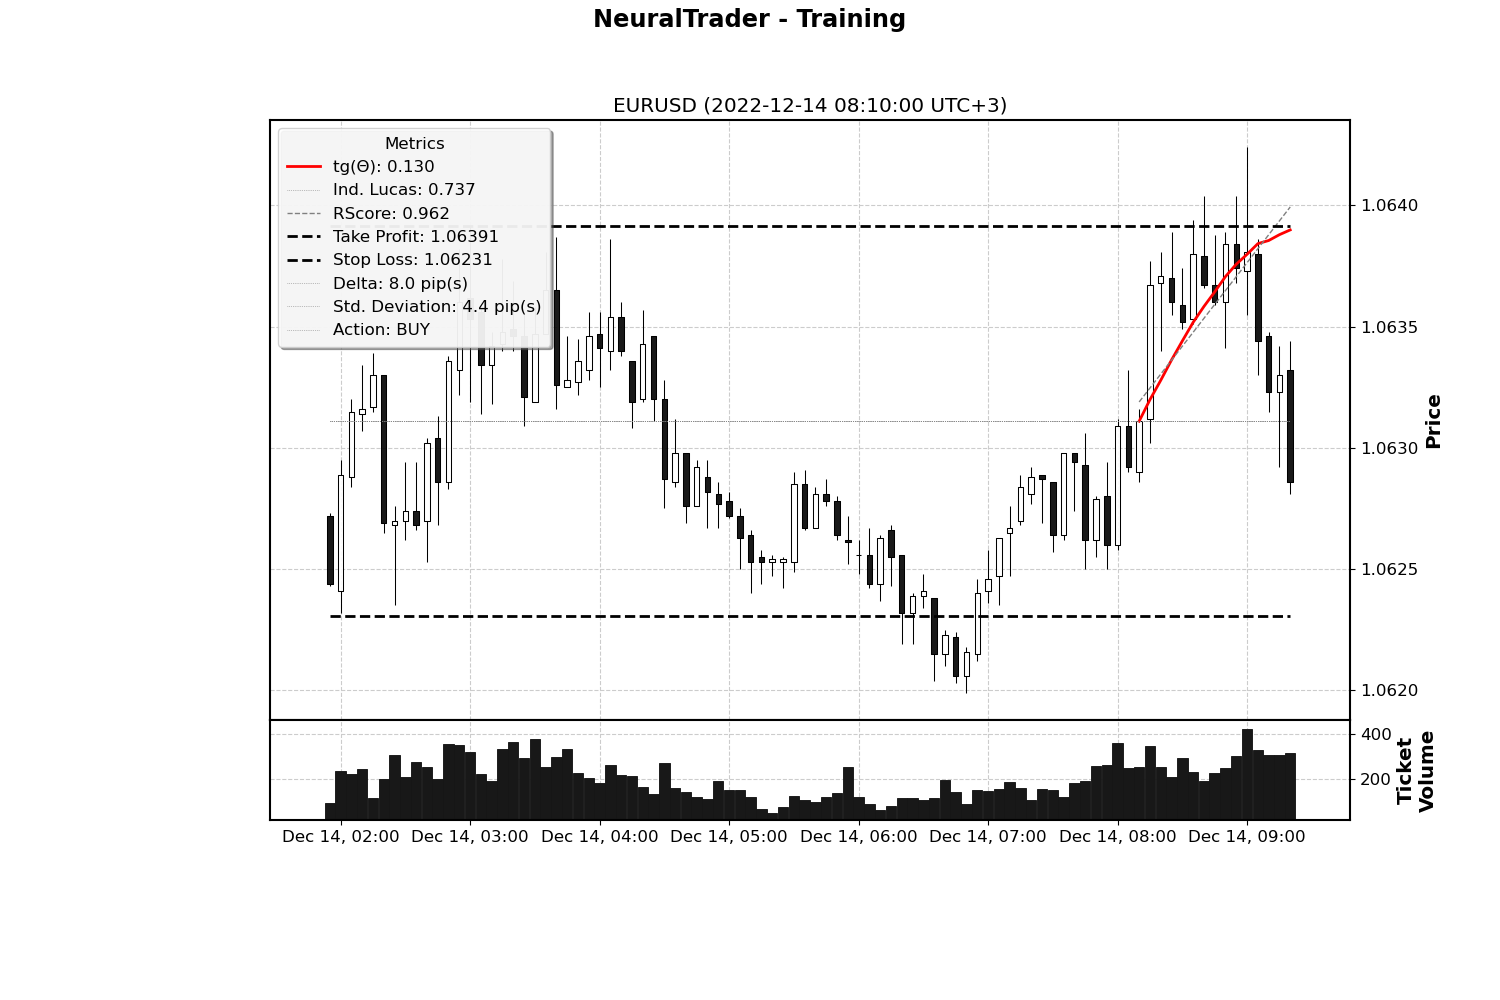 NeuralTrader - Training
EURUSD (2022-12-14 08:10:00 UTC+3)
Metrics
tg(Θ): 0.130
Ind. Lucas: 0.737
RScore: 0.962
Take Profit: 1.06391
Stop Loss: 1.06231
Delta: 8.0 pip(s)
Std. Deviation: 4.4 pip(s)
Action: BUY
1.0640
1.0635
1.0630
1.0625
1.0620
Price
400
200
Ticket
Volume
Dec 14, 02:00
Dec 14, 03:00
Dec 14, 04:00
Dec 14, 05:00
Dec 14, 06:00
Dec 14, 07:00
Dec 14, 08:00
Dec 14, 09:00